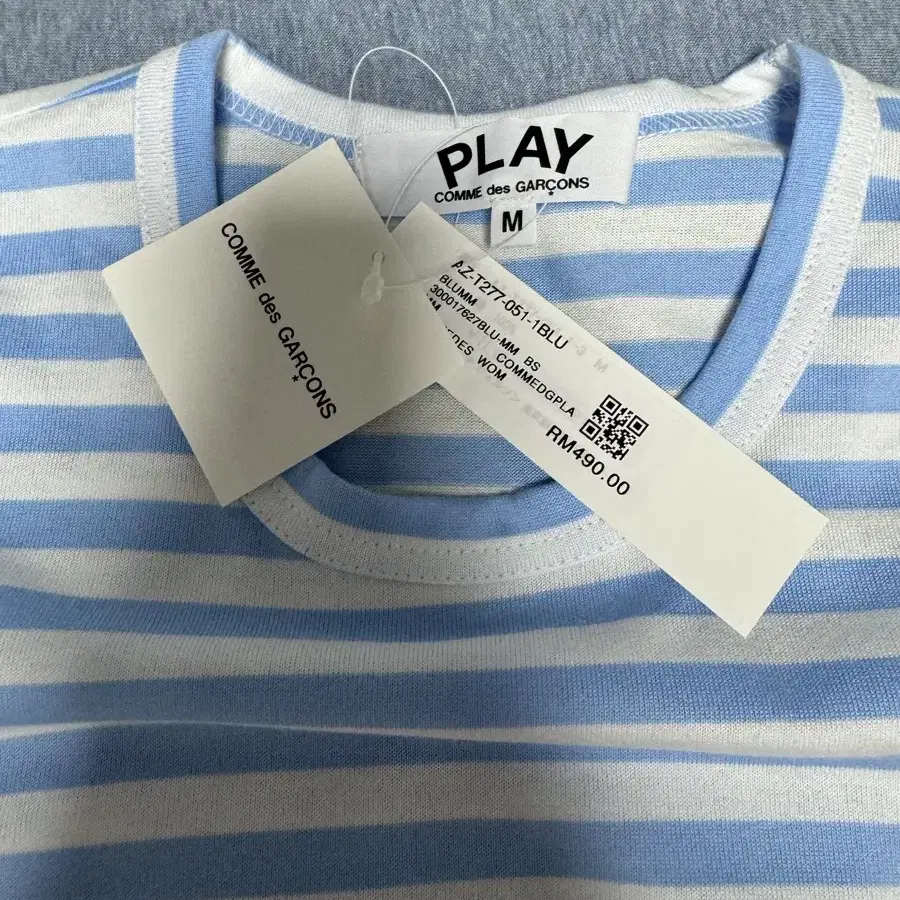 PLAY
COMME des GARÇONS
M
COMME des GARÇONS
AZ-T277-051-1BLU
BLUMM
300017627BLU-MM BS
MM COMMEDGPLA
WOM
M
RM490.00